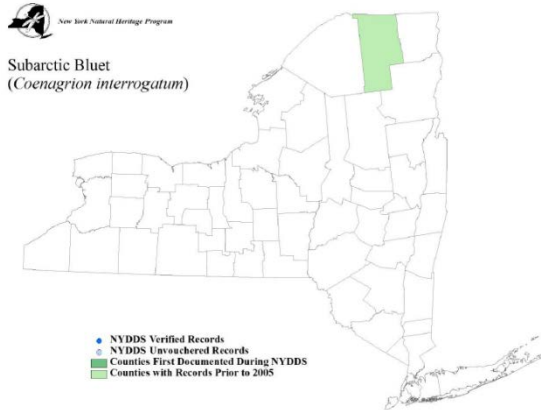 New York Natural Heritage Program
Subarctic Bluet
(Coenagrion interrogatum)
NYDDS Verified Records
NYDDS Unvouchered Records
Counties First Documented During NYDDS
Counties with Records Prior to 2005